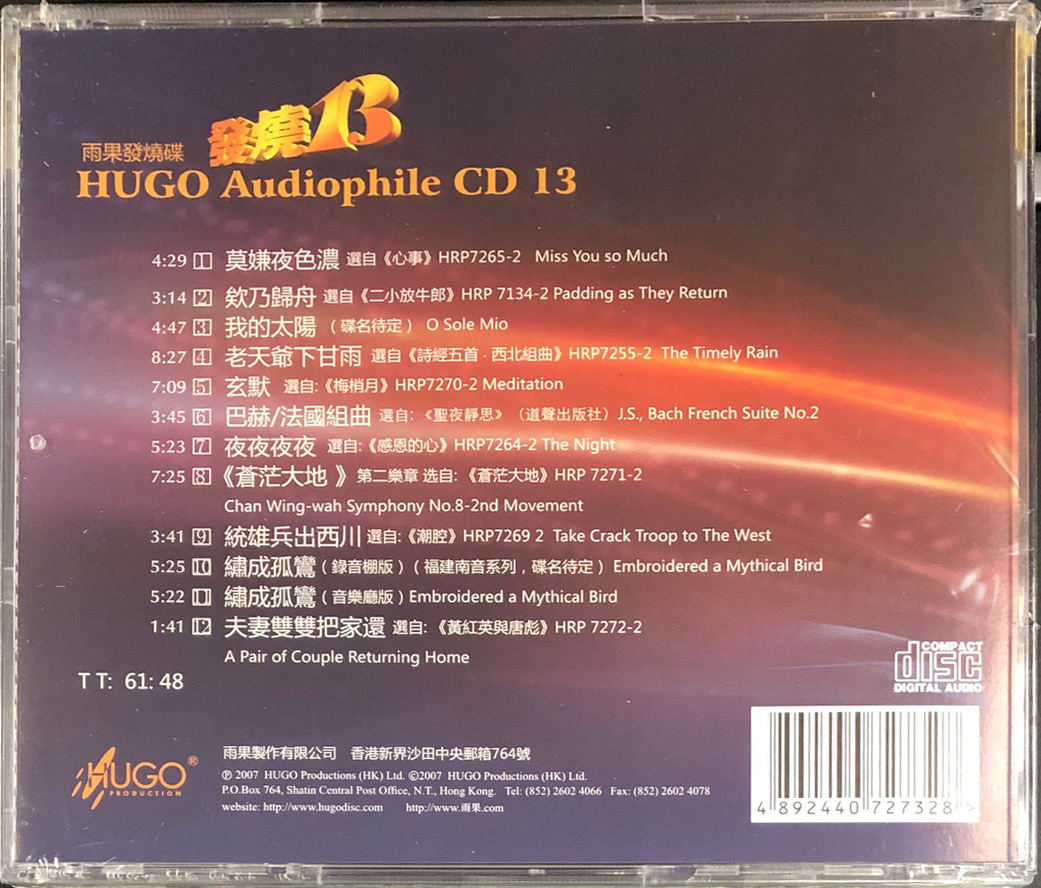 發燒13
雨果發燒碟
HUGO Audiophile CD 13
4:29 1 莫嫌夜色濃 選自《心事》HRP7265-2 Miss You so Much
3:14 2 欸乃歸舟 選自《二小放牛郎》HRP 7134-2 Padding as They Return
4:47 3 我的太陽 （碟名待定） O Sole Mio
8:27 4 老天爺下甘雨 選自《詩經五首．西北組曲》HRP7255-2 The Timely Rain
7:09 5 玄默 選自:《梅梢月》HRP7270-2 Meditation
3:45 6 巴赫/法國組曲 選自: 《聖夜靜思》（道聲出版社）J.S., Bach French Suite No.2
5:23 7 夜夜夜夜 選自:《感恩的心》HRP7264-2 The Night
7:25 8 《蒼茫大地 》第二樂章 选自: 《蒼茫大地》HRP 7271-2
Chan Wing-wah Symphony No.8-2nd Movement
3:41 9 統雄兵出西川 選自:《潮腔》HRP7269 2 Take Crack Troop to The West
5:25 10 繡成孤鸞（錄音棚版）（福建南音系列，碟名待定） Embroidered a Mythical Bird
5:22 11 繡成孤鸞（音樂廳版）Embroidered a Mythical Bird
1:41 12 夫妻雙雙把家還 選自: 《黃紅英與唐彪》HRP 7272-2
A Pair of Couple Returning Home
T T: 61: 48
COMPACT
disc
DIGITAL AUDIO
HUGO®
PRODUCTION
雨果製作有限公司 香港新界沙田中央郵箱764號
℗ 2007 HUGO Productions (HK) Ltd. ©2007 HUGO Productions (HK) Ltd.
P.O.Box 764, Shatin Central Post Office, N.T., Hong Kong. Tel: (852) 2602 4066 Fax: (852) 2602 4078
website: http://www.hugodisc.com http://www.雨果.com
4 892440 727328 >